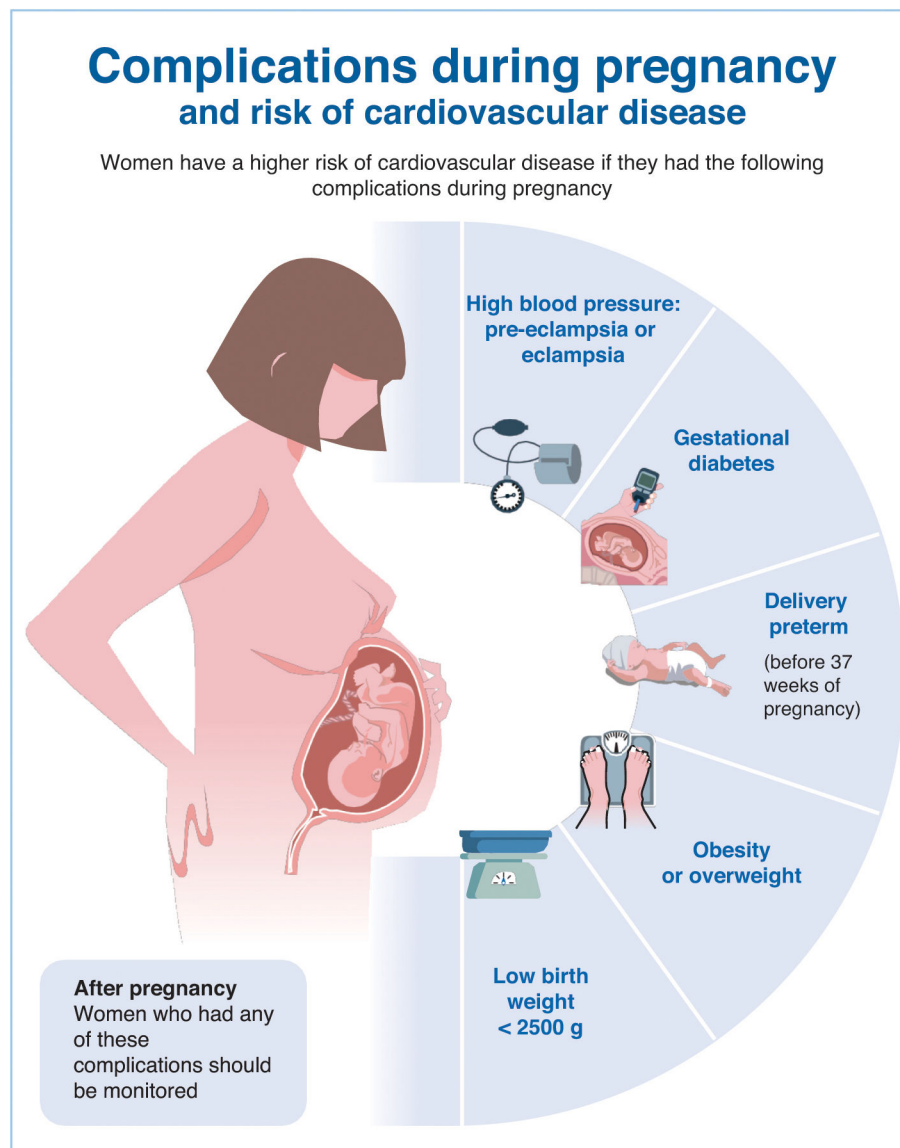 Complications during pregnancy
and risk of cardiovascular disease
Women have a higher risk of cardiovascular disease if they had the following
complications during pregnancy
High blood pressure:
pre-eclampsia or
eclampsia
Gestational
diabetes
Delivery
preterm
(before 37
weeks of
pregnancy)
Obesity
or overweight
Low birth
weight
< 2500 g
After pregnancy
Women who had any
of these
complications should
be monitored